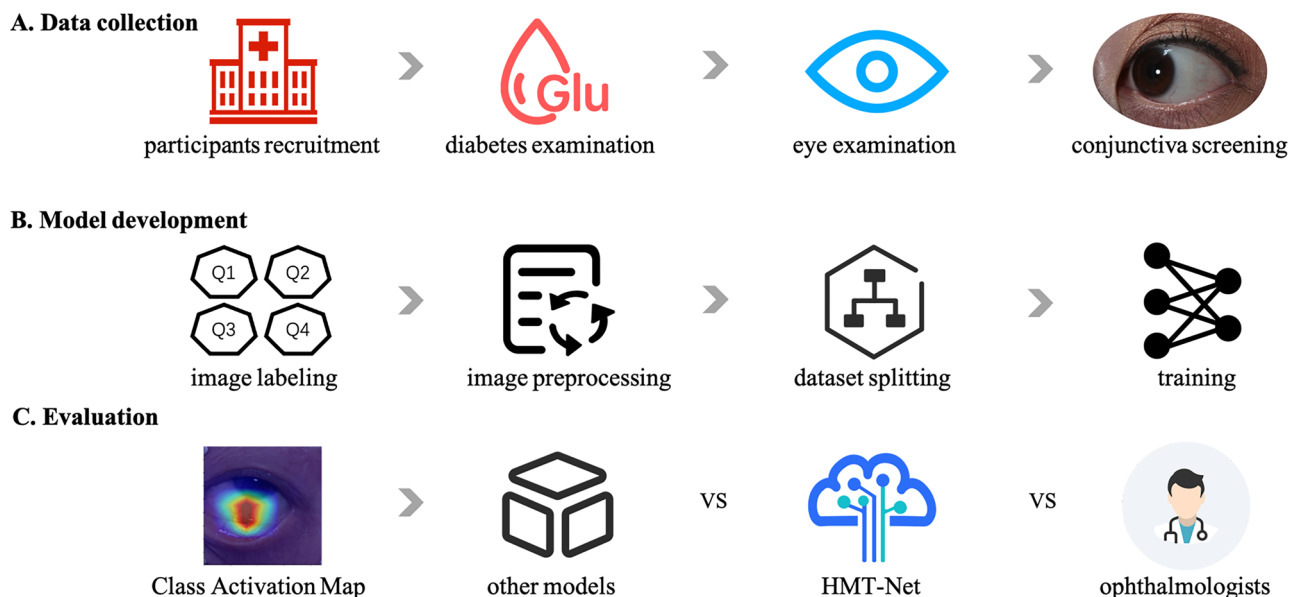 A. Data collection
Glu
participants recruitment
diabetes examination
eye examination
conjunctiva screening
B. Model development
Q1
Q2
Q3
Q4
image labeling
image preprocessing
dataset splitting
training
C. Evaluation
vs
vs
Class Activation Map
other models
HMT-Net
ophthalmologists